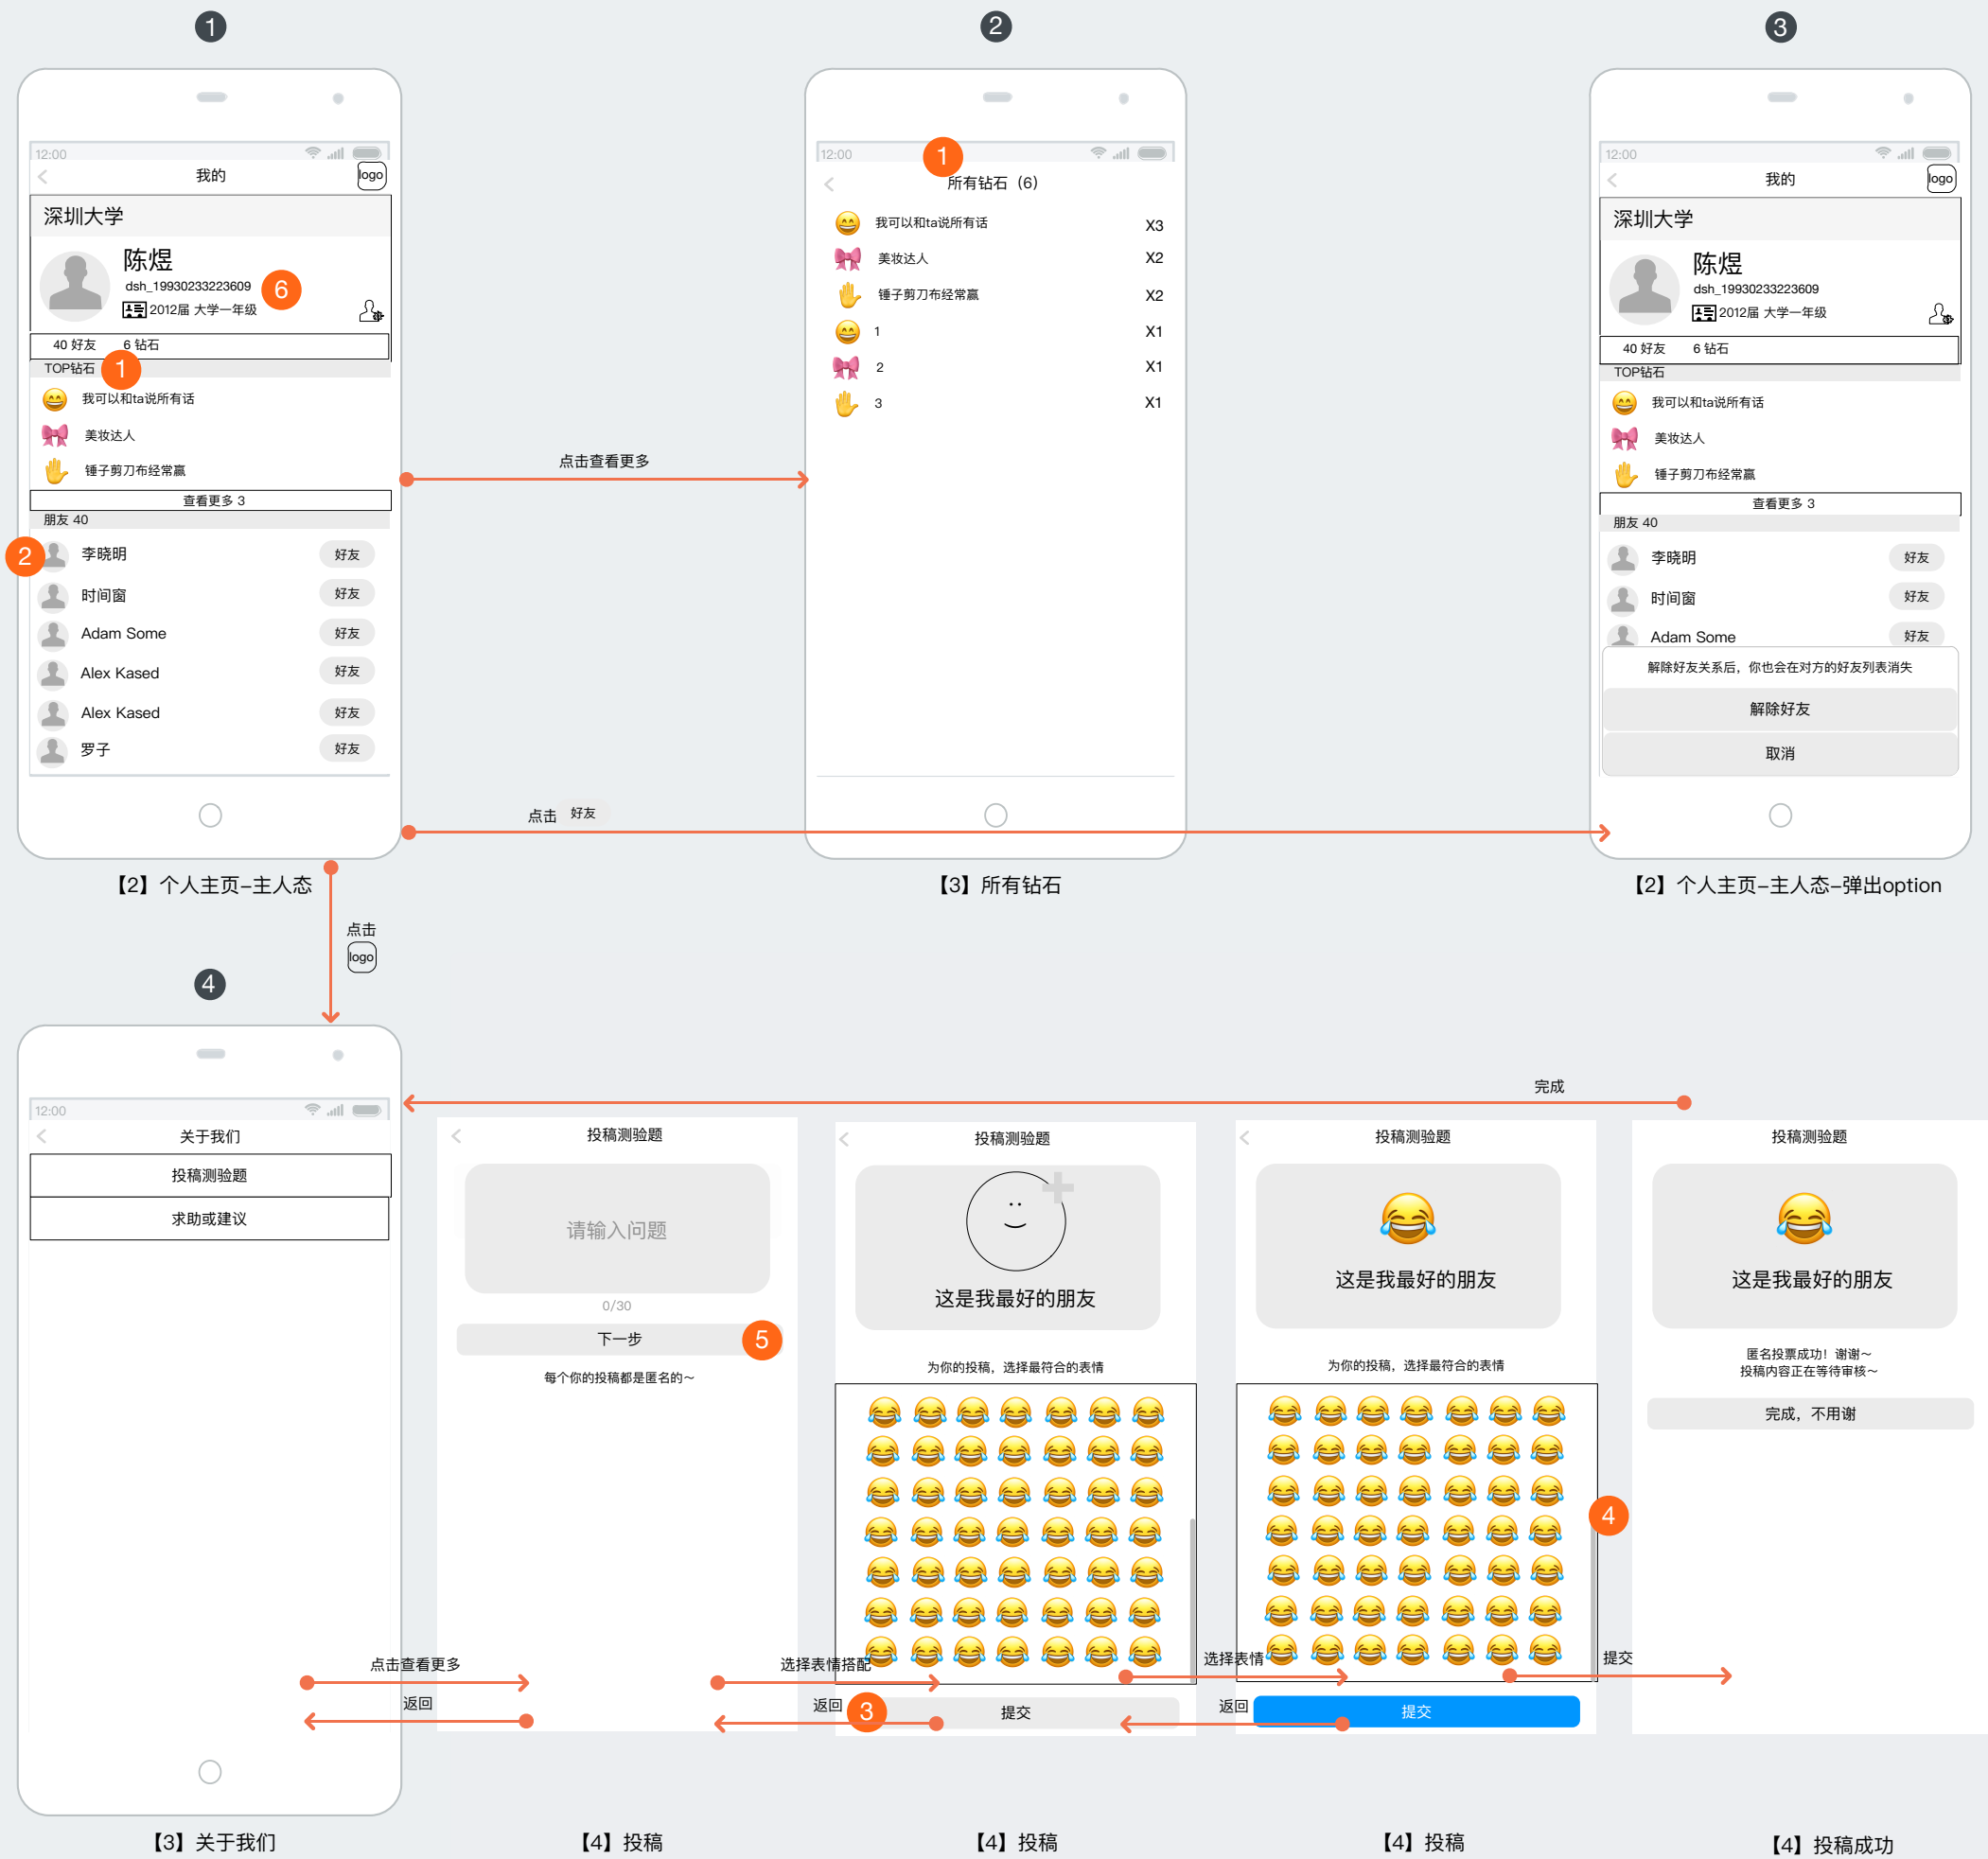 1
12:00
我的
logo
深圳大学
陈煜
dsh_19930233223609
6
2012届 大学一年级
40 好友 6 钻石
TOP钻石
1
我可以和ta说所有话
美妆达人
锤子剪刀布经常赢
查看更多 3
朋友 40
2
李晓明 好友
时间窗 好友
Adam Some 好友
Alex Kased 好友
Alex Kased 好友
罗子 好友
【2】个人主页-主人态
点击查看更多
点击 好友
2
12:00
1
所有钻石（6）
我可以和ta说所有话 X3
美妆达人 X2
锤子剪刀布经常赢 X2
1 X1
2 X1
3 X1
【3】所有钻石
3
12:00
我的
logo
深圳大学
陈煜
dsh_19930233223609
2012届 大学一年级
40 好友 6 钻石
TOP钻石
我可以和ta说所有话
美妆达人
锤子剪刀布经常赢
查看更多 3
朋友 40
李晓明 好友
时间窗 好友
Adam Some 好友
解除好友关系后，你也会在对方的好友列表消失
解除好友
取消
【2】个人主页-主人态-弹出option
点击
logo
4
12:00
关于我们
投稿测验题
求助或建议
点击查看更多
返回
【3】关于我们
完成
投稿测验题
请输入问题
0/30
下一步
5
每个你的投稿都是匿名的～
选择表情搭配
返回
3
【4】投稿
投稿测验题
这是我最好的朋友
为你的投稿，选择最符合的表情
提交
选择表情
返回
【4】投稿
投稿测验题
这是我最好的朋友
为你的投稿，选择最符合的表情
4
提交
提交
【4】投稿
投稿测验题
这是我最好的朋友
匿名投票成功！谢谢～
投稿内容正在等待审核～
完成，不用谢
【4】投稿成功